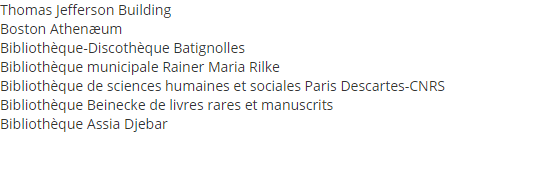 Thomas Jefferson Building
Boston Athenæum
Bibliothèque-Discothèque Batignolles
Bibliothèque municipale Rainer Maria Rilke
Bibliothèque de sciences humaines et sociales Paris Descartes-CNRS
Bibliothèque Beinecke de livres rares et manuscrits
Bibliothèque Assia Djebar